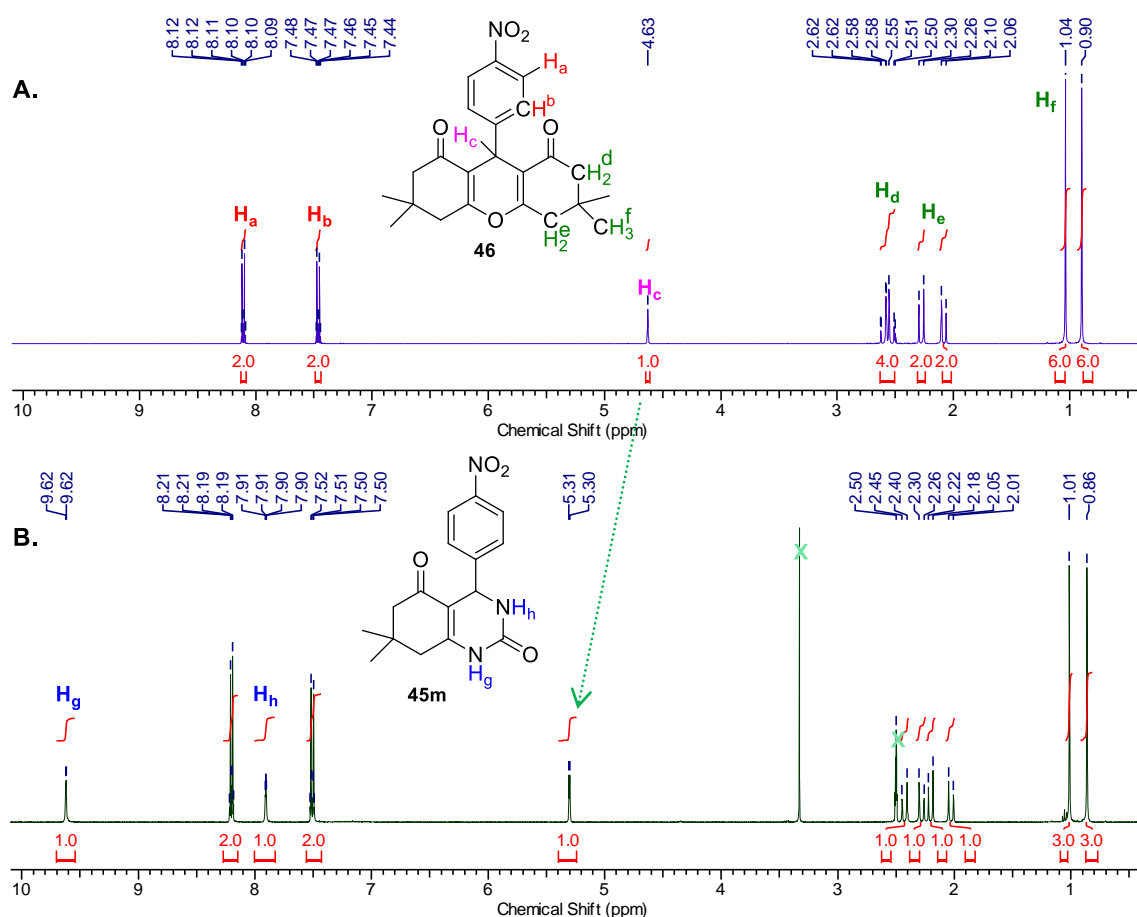 8.12 8.12 8.11 8.10 8.10 8.09 7.48 7.47 7.47 7.46 7.45 7.44 4.63 2.62 2.62 2.58 2.58 2.55 2.51 2.50 2.30 2.26 2.10 2.06 1.04 0.90
A.
NO2
Ha
CHb
Hc
O
O
CH2d
O
CH2e
CH3f
46
Ha
Hb
Hc
Hd
He
Hf
2.0 2.0 1.0 4.0 2.0 2.0 6.0 6.0
10 9 8 7 6 5 4 3 2 1
Chemical Shift (ppm)
9.62 9.62 8.21 8.21 8.19 8.19 7.91 7.91 7.90 7.90 7.52 7.51 7.50 7.50 5.31 5.30 2.50 2.45 2.40 2.30 2.26 2.22 2.18 2.05 2.01 1.01 0.86
B.
NO2
O
NHh
N
Hg
O
45m
Hg
Hh
X
X
1.0 2.0 1.0 2.0 1.0 1.0 1.0 1.0 1.0 3.0 3.0
10 9 8 7 6 5 4 3 2 1
Chemical Shift (ppm)